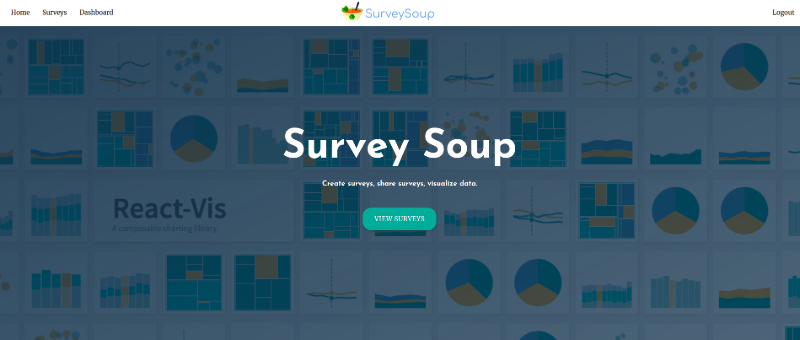 Home Surveys Dashboard
SurveySoup
Logout
Survey Soup
Create surveys, share surveys, visualize data.
React-Vis
A composable charting library
VIEW SURVEYS